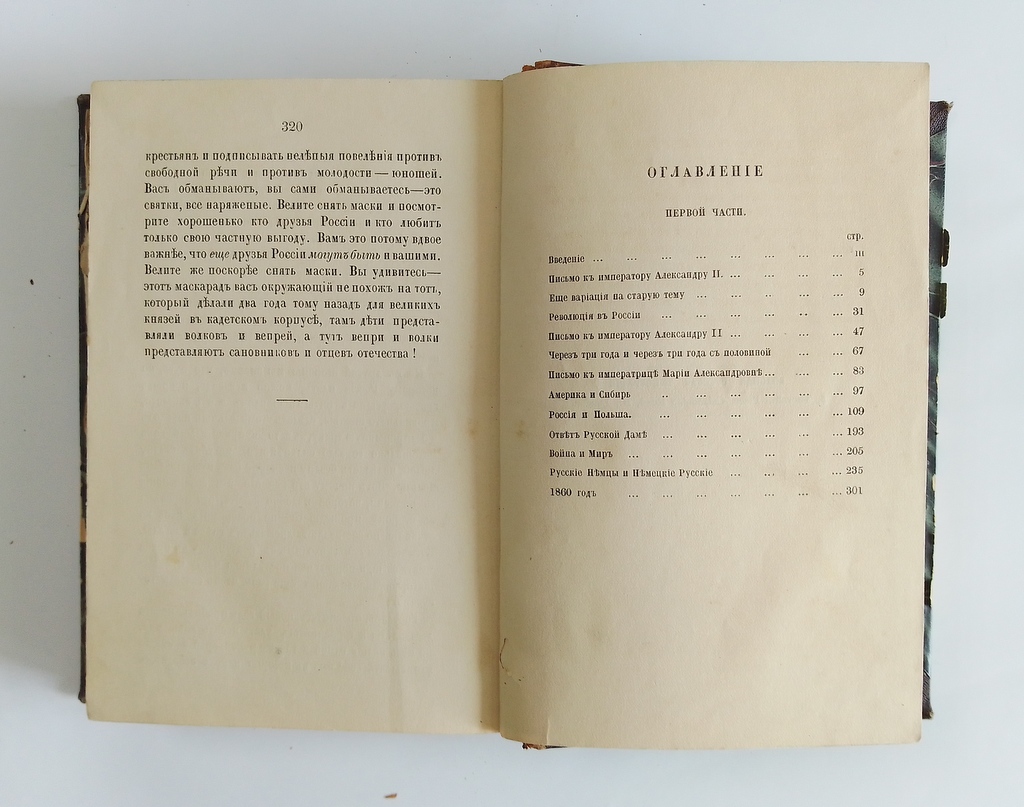 320
крестьянъ и подписывать нелѣпыя повелѣнія противъ
свободной рѣчи и противъ молодости — юношей.
Васъ обманываютъ, вы сами обманываетесь—это
святки, все наряженые. Велите снять маски и посмот-
рите хорошенько кто друзья Россіи и кто любитъ
только свою частную выгоду. Вамъ это потому вдвое
важнѣе, что еще друзья Россіи могутъ быть и вашими.
Велите же поскорѣе снять маски. Вы удивитесь—
этотъ маскарадъ васъ окружающій не похожъ на тотъ,
который дѣлали два года тому назадъ для великихъ
князей въ кадетскомъ корпусѣ, тамъ дѣти предста-
вляли волковъ и вепрей, а тутъ вепри и волки
представляютъ сановниковъ и отцевъ отечества !
ОГЛАВЛЕНІЕ
ПЕРВОЙ ЧАСТИ.
стр.
Введеніе ... ... ... ... ... ... ... ... III
Письмо къ императору Александру II. ... ... ... ... 5
Еще варіація на старую тему ... ... .. ... ... 9
Революція въ Россіи ... ... ... ... .. ... 31
Письмо къ императору Александру II ... ... ... ... 47
Черезъ три года и черезъ три года съ половиной ... ... 67
Письмо къ императрицѣ Маріи Александровнѣ ... ... ... 83
Америка и Сибирь .. ... ... ... ... ... 97
Россія и Польша. ... ... ... ... ... ... 109
Отвѣтъ Русской Дамѣ ... ... ... ... ... ... 193
Война и Миръ ... ... ... ... ... ... ... 205
Русскіе Нѣмцы и Нѣмецкіе Русскіе ... ... ... ... 235
1860 годъ ... ... ... ... ... ... ... 301